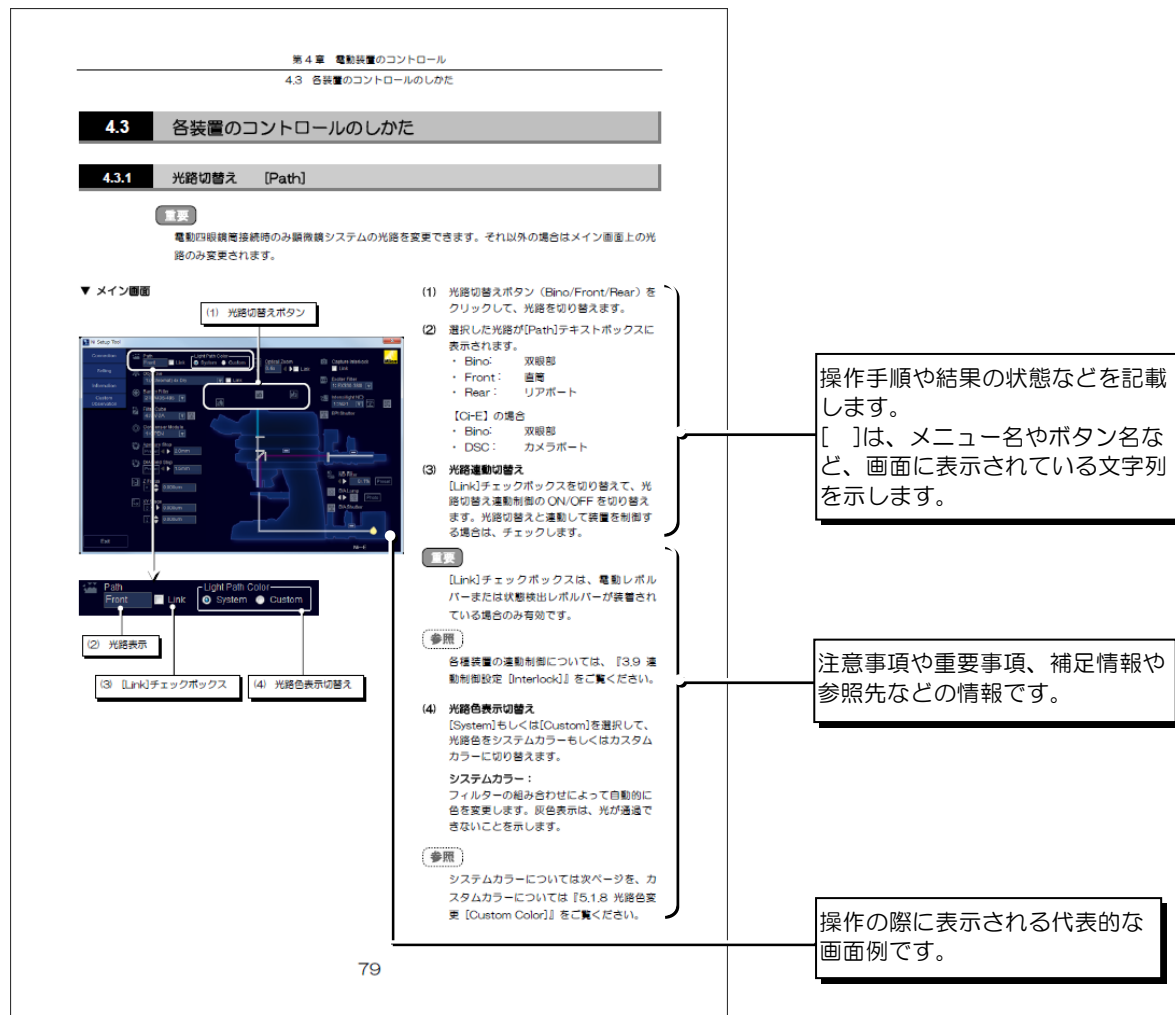 第4章 電動装置のコントロール
4.3 各装置のコントロールのしかた
4.3 各装置のコントロールのしかた
4.3.1 光路切替え [Path]
重要
電動四眼鏡筒接続時のみ顕微鏡システムの光路を変更できます。それ以外の場合はメイン画面上の光
路のみ変更されます。
▼ メイン画面
(1) 光路切替えボタン
Ni Setup Tool
Connection
Setting
Information
Custom
Information
Exit
Path
Front
Link
Light Path Color
System
Custom
Optical Zoom
Link
Capture Interlock
Link
Ni-E
Path
Front
Link
Light Path Color
System
Custom
(2) 光路表示
(3) [Link]チェックボックス
(4) 光路色表示切替え
(1) 光路切替えボタン（Bino/Front/Rear）を
クリックして、光路を切り替えます。
(2) 選択した光路が[Path]テキストボックスに
表示されます。
・ Bino: 双眼部
・ Front: 直筒
・ Rear: リアポート
【Ci-E】の場合
・ Bino: 双眼部
・ DSC: カメラポート
(3) 光路連動切替え
[Link]チェックボックスを切り替えて、光
路切替え連動制御の ON/OFF を切り替え
ます。光路切替えと連動して装置を制御す
る場合は、チェックします。
重要
[Link]チェックボックスは、電動レボル
バーまたは状態検出レボルバーが装着され
ている場合のみ有効です。
参照
各種装置の連動制御については、『3.9 連
動制御設定 [Interlock]』をご覧ください。
(4) 光路色表示切替え
[System]もしくは[Custom]を選択して、
光路色をシステムカラーもしくはカスタム
カラーに切り替えます。
システムカラー：
フィルターの組み合わせによって自動的に
色を変更します。灰色表示は、光が通過で
きないことを示します。
参照
システムカラーについては次ページを、カ
スタムカラーについては『5.1.8 光路色変
更 [Custom Color]』をご覧ください。
79
操作手順や結果の状態などを記載
します。
[ ]は、メニュー名やボタン名な
ど、画面に表示されている文字列
を示します。
注意事項や重要事項、補足情報や
参照先などの情報です。
操作の際に表示される代表的な
画面例です。